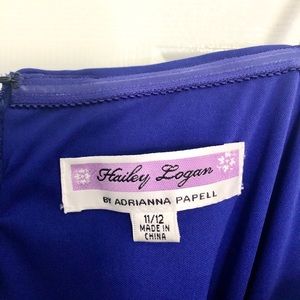 Hailey Logan
BY ADRIANNA PAPELL
11/12
MADE IN
CHINA